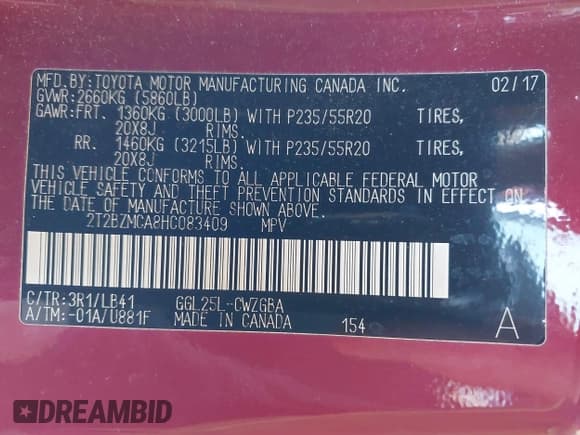 MFD.BY:TOYOTA MOTOR MANUFACTURING CANADA INC. 02/17
GVWR:2660KG (5860LB)
GAWR:FRT. 1360KG (3000LB) WITH P235/55R20 TIRES,
20X8J RIMS.
RR. 1460KG (3215LB) WITH P235/55R20 TIRES,
20X8J RIMS.
THIS VEHICLE CONFORMS TO ALL APPLICABLE FEDERAL MOTOR
VEHICLE SAFETY AND THEFT PREVENTION STANDARDS IN EFFECT ON
THE DATE OF MANUFACTURE SHOWN ABOVE.
2T2BZMCA8HC083409 MPV
C/TR:3R1/LB41 GGL25L-CWZGBA
A/TM:-01A/U881F MADE IN CANADA 154 A
DREAMBID